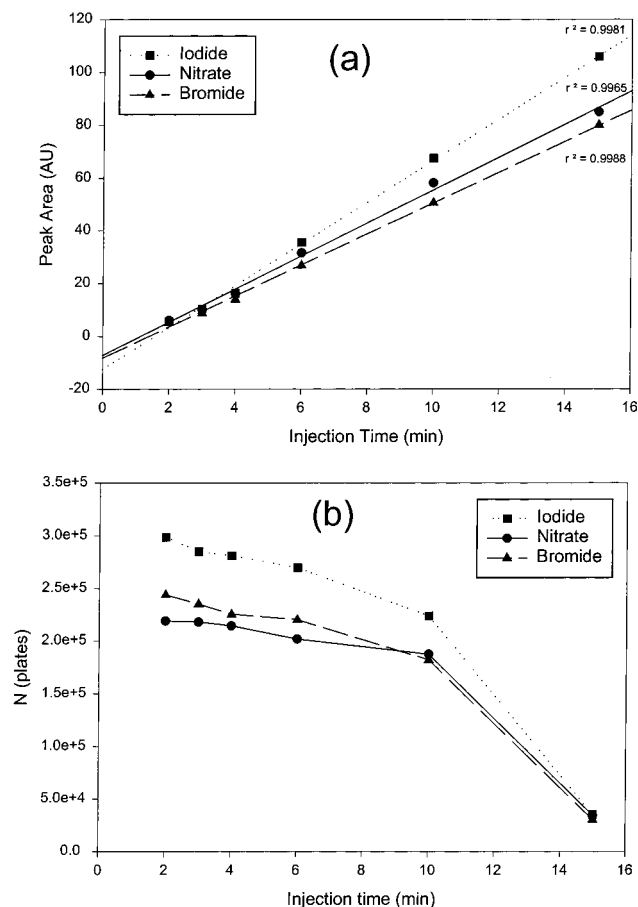 (a)
Iodide
Nitrate
Bromide
r² = 0.9981
r² = 0.9965
r² = 0.9988
120
100
80
60
40
20
0
-20
Peak Area (AU)
0 2 4 6 8 10 12 14 16
Injection Time (min)
(b)
Iodide
Nitrate
Bromide
3.5e+5
3.0e+5
2.5e+5
2.0e+5
1.5e+5
1.0e+5
5.0e+4
0.0
N (plates)
0 2 4 6 8 10 12 14 16
Injection time (min)